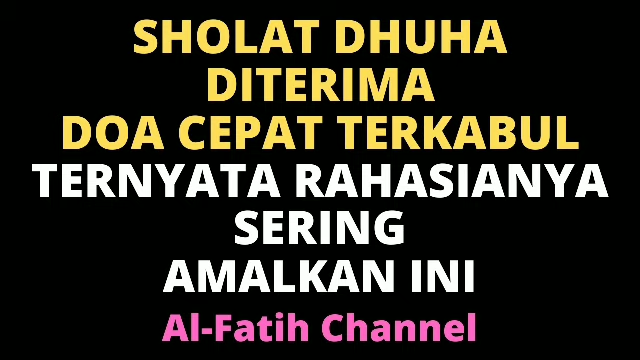 SHOLAT DHUHA
DITERIMA
DOA CEPAT TERKABUL
TERNYATA RAHASIANYA
SERING
AMALKAN INI
Al-Fatih Channel